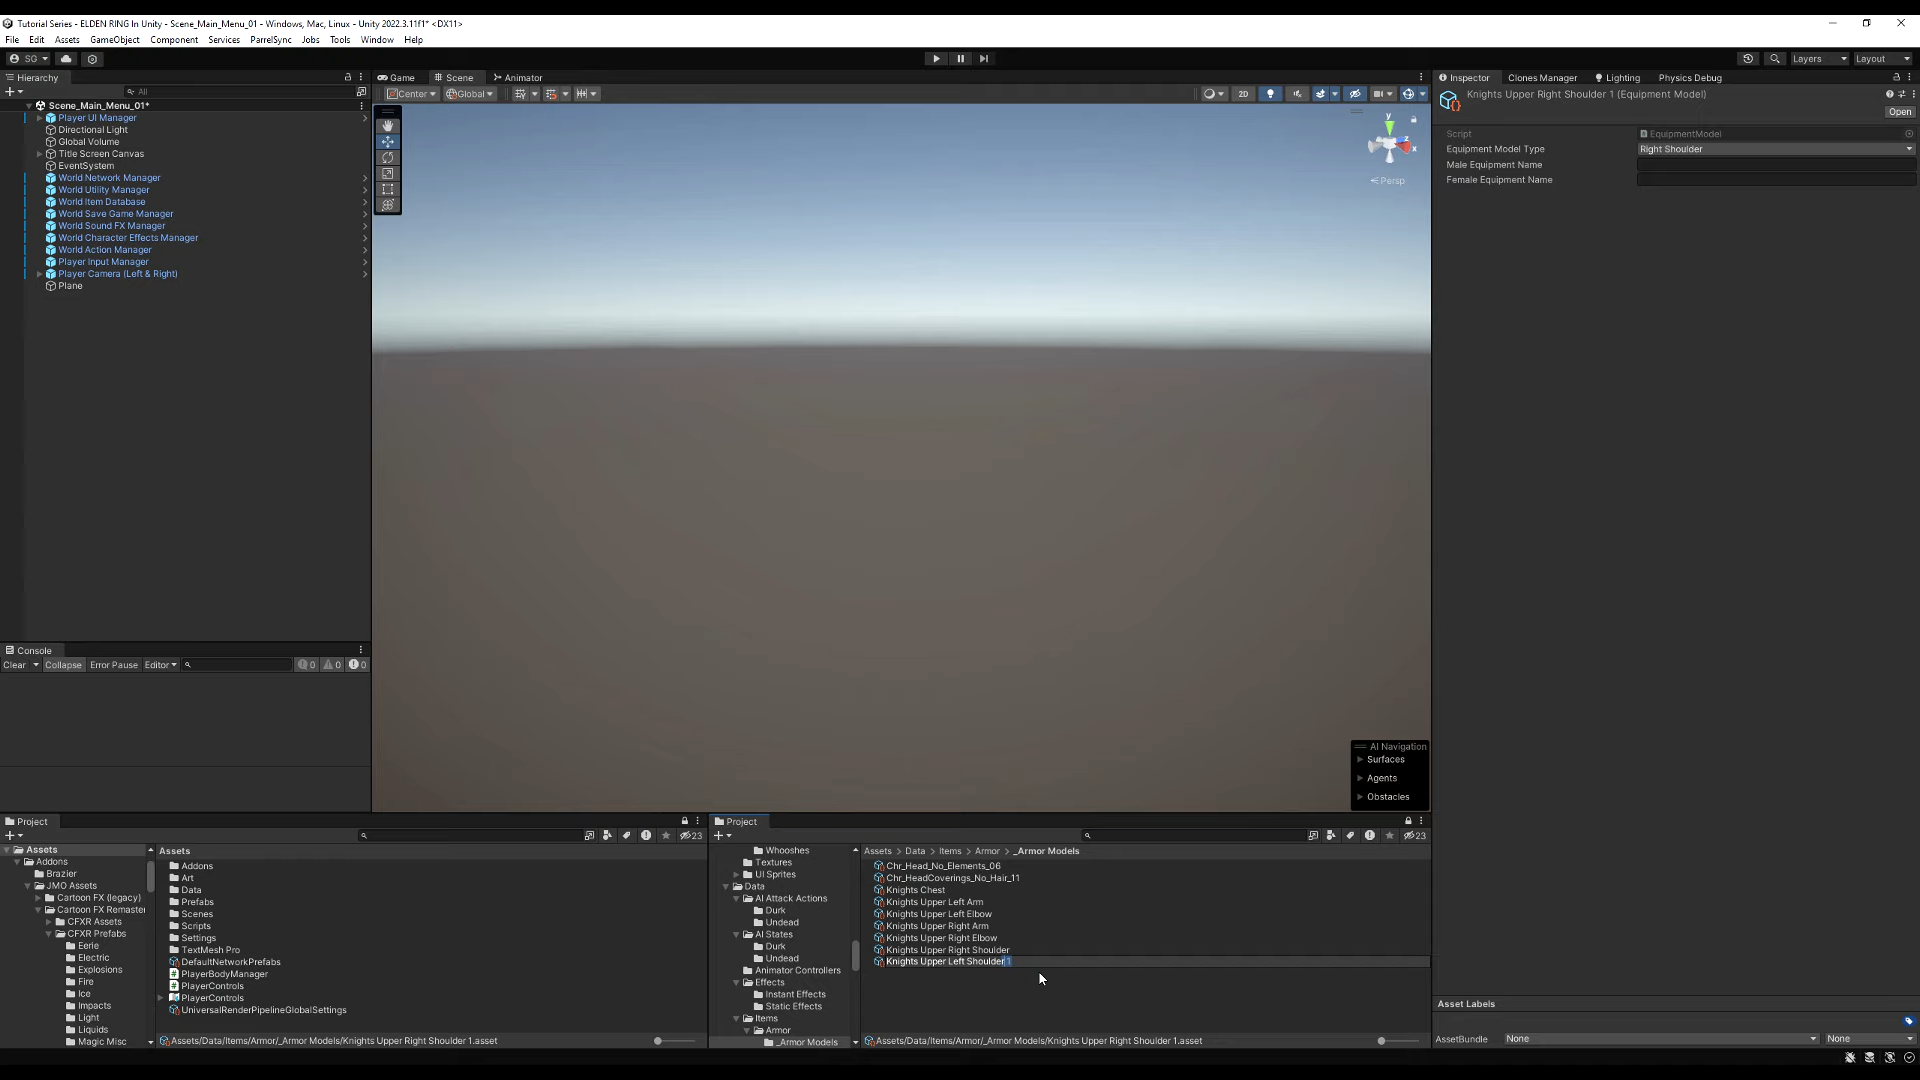 Tutorial Series - ELDEN RING In Unity - Scene_Main_Menu_01 - Windows, Mac, Linux - Unity 2022.3.11f1* <DX11>
File Edit Assets GameObject Component Services ParrelSync Jobs Tools Window Help
SG Layers Layout
Hierarchy
All
Scene_Main_Menu_01*
Player UI Manager
Directional Light
Global Volume
Title Screen Canvas
EventSystem
World Network Manager
World Utility Manager
World Item Database
World Save Game Manager
World Sound FX Manager
World Character Effects Manager
World Action Manager
Player Input Manager
Player Camera (Left & Right)
Plane
Console
Clear Collapse Error Pause Editor 0 0 0
Game Scene Animator
Center Global 2D
y
z
x
Persp
AI Navigation
Surfaces
Agents
Obstacles
Inspector Clones Manager Lighting Physics Debug
Knights Upper Right Shoulder 1 (Equipment Model)
Open
Script EquipmentModel
Equipment Model Type Right Shoulder
Male Equipment Name
Female Equipment Name
Asset Labels
AssetBundle None None
Project
23
Assets
Addons
Brazier
JMO Assets
Cartoon FX (legacy)
Cartoon FX Remaster
CFXR Assets
CFXR Prefabs
Eerie
Electric
Explosions
Fire
Ice
Impacts
Light
Liquids
Magic Misc
Assets
Addons
Art
Data
Prefabs
Scenes
Scripts
Settings
TextMesh Pro
DefaultNetworkPrefabs
PlayerBodyManager
PlayerControls
PlayerControls
UniversalRenderPipelineGlobalSettings
Assets/Data/Items/Armor/_Armor Models/Knights Upper Right Shoulder 1.asset
Project
23
Whooshes
Textures
UI Sprites
Data
AI Attack Actions
Durk
Undead
AI States
Durk
Undead
Animator Controllers
Effects
Instant Effects
Static Effects
Items
Armor
_Armor Models
Assets > Data > Items > Armor > _Armor Models
Chr_Head_No_Elements_06
Chr_HeadCoverings_No_Hair_11
Knights Chest
Knights Upper Left Arm
Knights Upper Left Elbow
Knights Upper Right Arm
Knights Upper Right Elbow
Knights Upper Right Shoulder
Knights Upper Left Shoulder 1
Assets/Data/Items/Armor/_Armor Models/Knights Upper Right Shoulder 1.asset